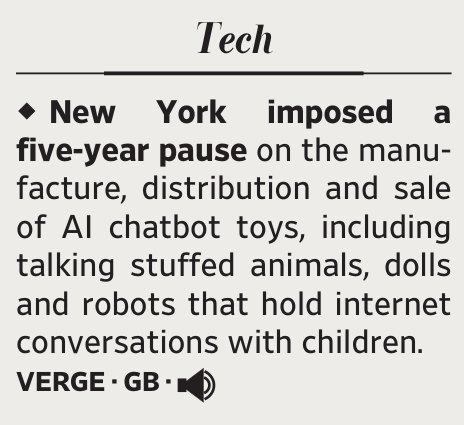 Tech
◆ New York imposed a
five-year pause on the manu-
facture, distribution and sale
of AI chatbot toys, including
talking stuffed animals, dolls
and robots that hold internet
conversations with children.
VERGE · GB ·